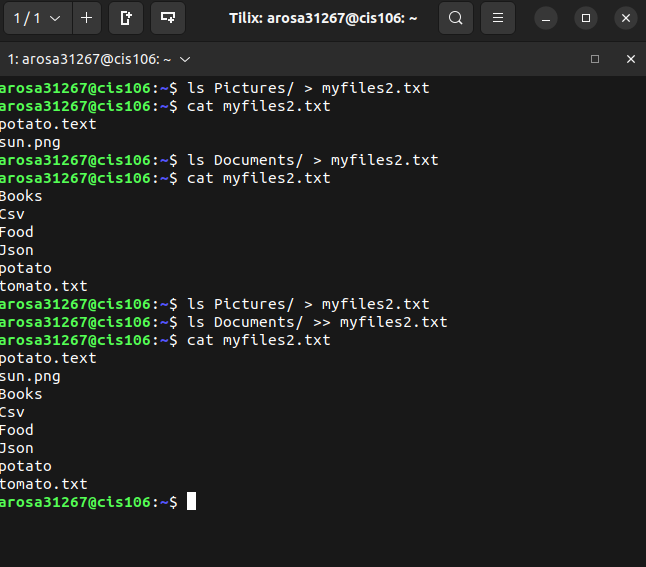 1 / 1
Tilix: arosa31267@cis106: ~
1: arosa31267@cis106: ~
arosa31267@cis106:~$ ls Pictures/ > myfiles2.txt
arosa31267@cis106:~$ cat myfiles2.txt
potato.text
sun.png
arosa31267@cis106:~$ ls Documents/ > myfiles2.txt
arosa31267@cis106:~$ cat myfiles2.txt
Books
Csv
Food
Json
potato
tomato.txt
arosa31267@cis106:~$ ls Pictures/ > myfiles2.txt
arosa31267@cis106:~$ ls Documents/ >> myfiles2.txt
arosa31267@cis106:~$ cat myfiles2.txt
potato.text
sun.png
Books
Csv
Food
Json
potato
tomato.txt
arosa31267@cis106:~$